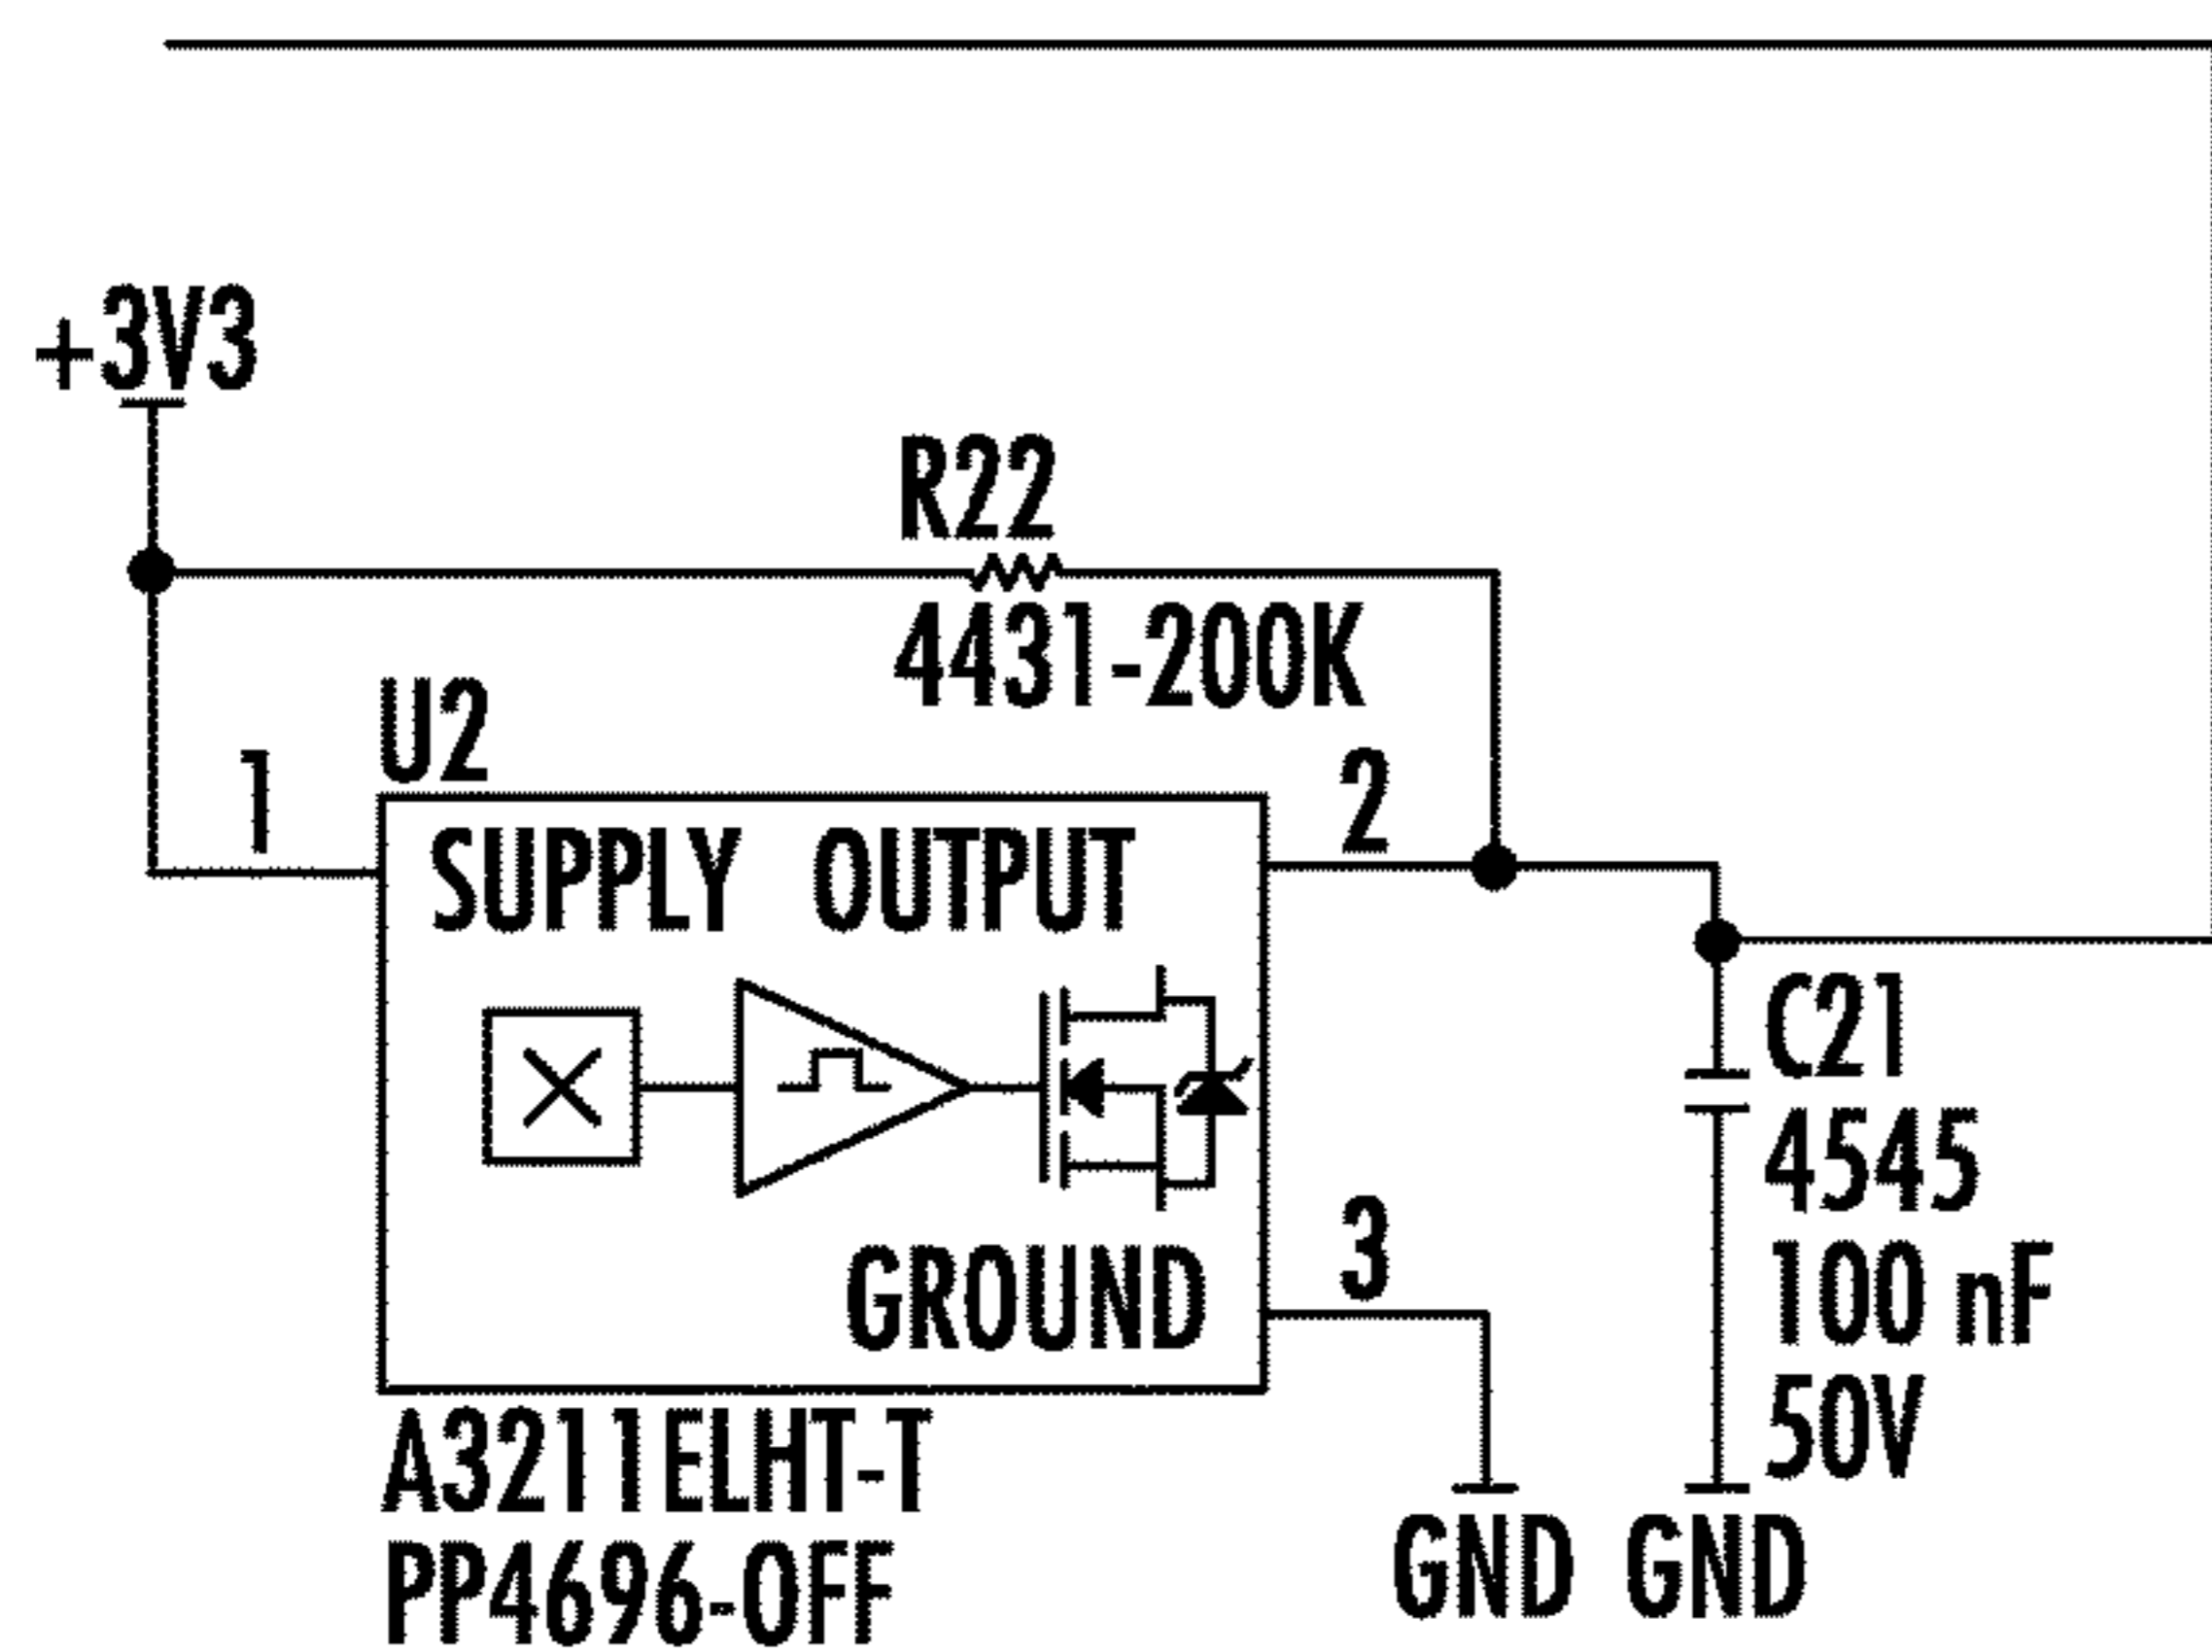 +3V3
R22
4431-200K
U2
1
2
SUPPLY OUTPUT
C21
4545
100 nF
50V
3
GROUND
A3211ELHT-T
PP4696-OFF
GND GND